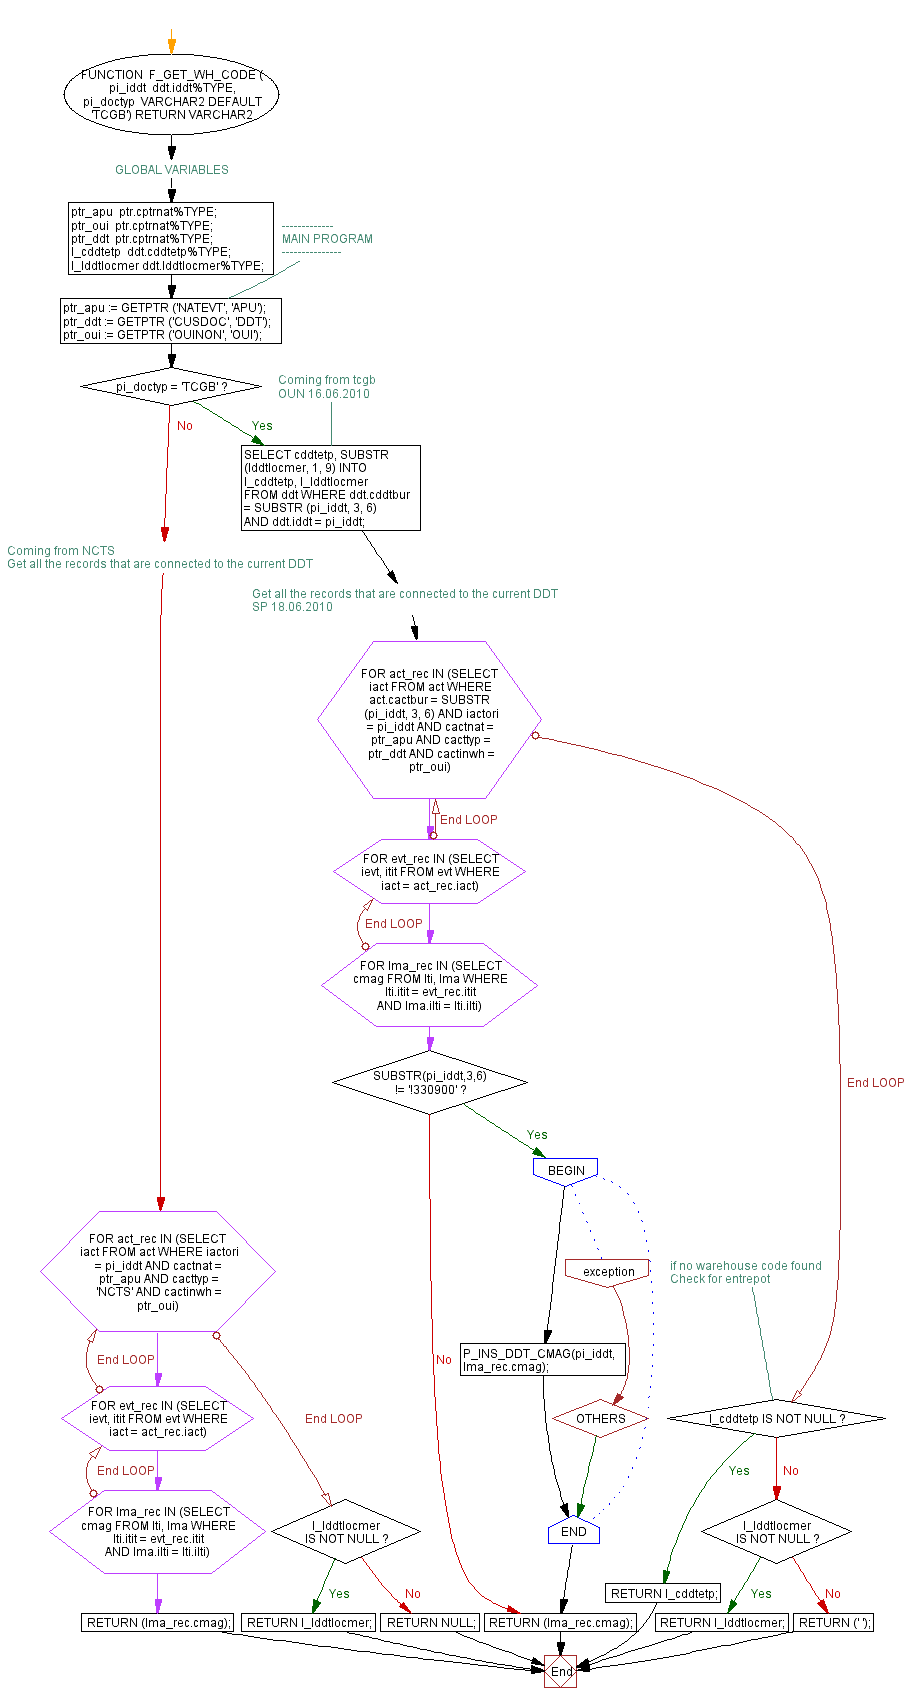 FUNCTION F_GET_WH_CODE (
pi_iddt ddt.iddt%TYPE,
pi_doctyp VARCHAR2 DEFAULT
'TCGB') RETURN VARCHAR2
GLOBAL VARIABLES
ptr_apu ptr.cptrnat%TYPE;
ptr_oui ptr.cptrnat%TYPE;
ptr_ddt ptr.cptrnat%TYPE;
l_cddtetp ddt.cddtetp%TYPE;
l_lddtlocmer ddt.lddtlocmer%TYPE;
-------------
MAIN PROGRAM
---------------
ptr_apu := GETPTR ('NATEVT', 'APU');
ptr_ddt := GETPTR ('CUSDOC', 'DDT');
ptr_oui := GETPTR ('OUINON', 'OUI');
pi_doctyp = 'TCGB' ?
Coming from tcgb
OUN 16.06.2010
No
Yes
SELECT cddtetp, SUBSTR
(lddtlocmer, 1, 9) INTO
l_cddtetp, l_lddtlocmer
FROM ddt WHERE ddt.cddtbur
= SUBSTR (pi_iddt, 3, 6)
AND ddt.iddt = pi_iddt;
Coming from NCTS
Get all the records that are connected to the current DDT
Get all the records that are connected to the current DDT
SP 18.06.2010
FOR act_rec IN (SELECT
iact FROM act WHERE
act.cactbur = SUBSTR
(pi_iddt, 3, 6) AND iactori
= pi_iddt AND cactnat =
ptr_apu AND cacttyp =
ptr_ddt AND cactinwh =
ptr_oui)
End LOOP
FOR evt_rec IN (SELECT
ievt, itit FROM evt WHERE
iact = act_rec.iact)
End LOOP
FOR lma_rec IN (SELECT
cmag FROM lti, lma WHERE
lti.itit = evt_rec.itit
AND lma.ilti = lti.ilti)
SUBSTR(pi_iddt,3,6)
!= '!330900' ?
End LOOP
Yes
BEGIN
FOR act_rec IN (SELECT
iact FROM act WHERE iactori
= pi_iddt AND cactnat =
ptr_apu AND cacttyp =
'NCTS' AND cactinwh =
ptr_oui)
exception
if no warehouse code found
Check for entrepot
End LOOP
No
P_INS_DDT_CMAG(pi_iddt,
lma_rec.cmag);
FOR evt_rec IN (SELECT
ievt, itit FROM evt WHERE
iact = act_rec.iact)
End LOOP
OTHERS
l_cddtetp IS NOT NULL ?
End LOOP
Yes
No
FOR lma_rec IN (SELECT
cmag FROM lti, lma WHERE
lti.itit = evt_rec.itit
AND lma.ilti = lti.ilti)
l_lddtlocmer
IS NOT NULL ?
END
l_lddtlocmer
IS NOT NULL ?
Yes
No
RETURN l_cddtetp;
Yes
No
RETURN (lma_rec.cmag);
RETURN l_lddtlocmer;
RETURN NULL;
RETURN (lma_rec.cmag);
RETURN l_lddtlocmer;
RETURN (' ');
End